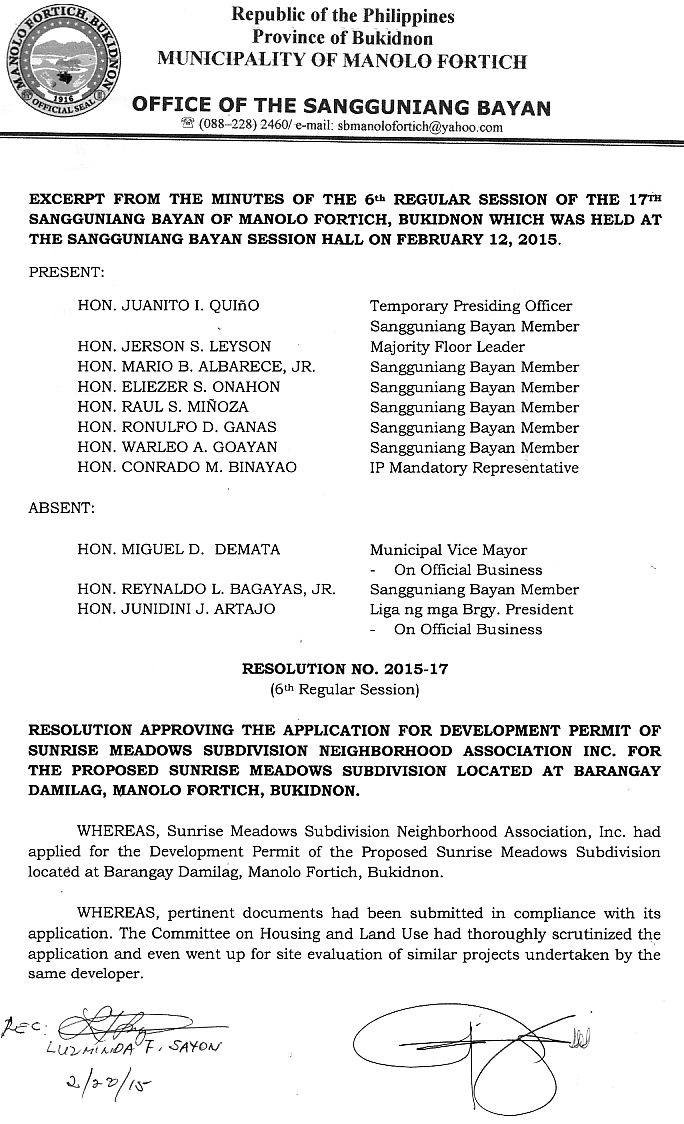 MANOLO FORTICH, BUKIDNON
1916
OFFICIAL SEAL
Republic of the Philippines
Province of Bukidnon
MUNICIPALITY OF MANOLO FORTICH
OFFICE OF THE SANGGUNIANG BAYAN
☏ (088–228) 2460/ e-mail: sbmanolofortich@yahoo.com
EXCERPT FROM THE MINUTES OF THE 6th REGULAR SESSION OF THE 17TH
SANGGUNIANG BAYAN OF MANOLO FORTICH, BUKIDNON WHICH WAS HELD AT
THE SANGGUNIANG BAYAN SESSION HALL ON FEBRUARY 12, 2015.
PRESENT:
HON. JUANITO I. QUIñO Temporary Presiding Officer
Sangguniang Bayan Member
HON. JERSON S. LEYSON Majority Floor Leader
HON. MARIO B. ALBARECE, JR. Sangguniang Bayan Member
HON. ELIEZER S. ONAHON Sangguniang Bayan Member
HON. RAUL S. MIÑOZA Sangguniang Bayan Member
HON. RONULFO D. GANAS Sangguniang Bayan Member
HON. WARLEO A. GOAYAN Sangguniang Bayan Member
HON. CONRADO M. BINAYAO IP Mandatory Representative
ABSENT:
HON. MIGUEL D. DEMATA Municipal Vice Mayor
- On Official Business
HON. REYNALDO L. BAGAYAS, JR. Sangguniang Bayan Member
HON. JUNIDINI J. ARTAJO Liga ng mga Brgy. President
- On Official Business
RESOLUTION NO. 2015-17
(6th Regular Session)
RESOLUTION APPROVING THE APPLICATION FOR DEVELOPMENT PERMIT OF
SUNRISE MEADOWS SUBDIVISION NEIGHBORHOOD ASSOCIATION INC. FOR
THE PROPOSED SUNRISE MEADOWS SUBDIVISION LOCATED AT BARANGAY
DAMILAG, MANOLO FORTICH, BUKIDNON.
WHEREAS, Sunrise Meadows Subdivision Neighborhood Association, Inc. had
applied for the Development Permit of the Proposed Sunrise Meadows Subdivision
located at Barangay Damilag, Manolo Fortich, Bukidnon.
WHEREAS, pertinent documents had been submitted in compliance with its
application. The Committee on Housing and Land Use had thoroughly scrutinized the
application and even went up for site evaluation of similar projects undertaken by the
same developer.
REC:
LUZMINDA F. SAYON
2/20/15